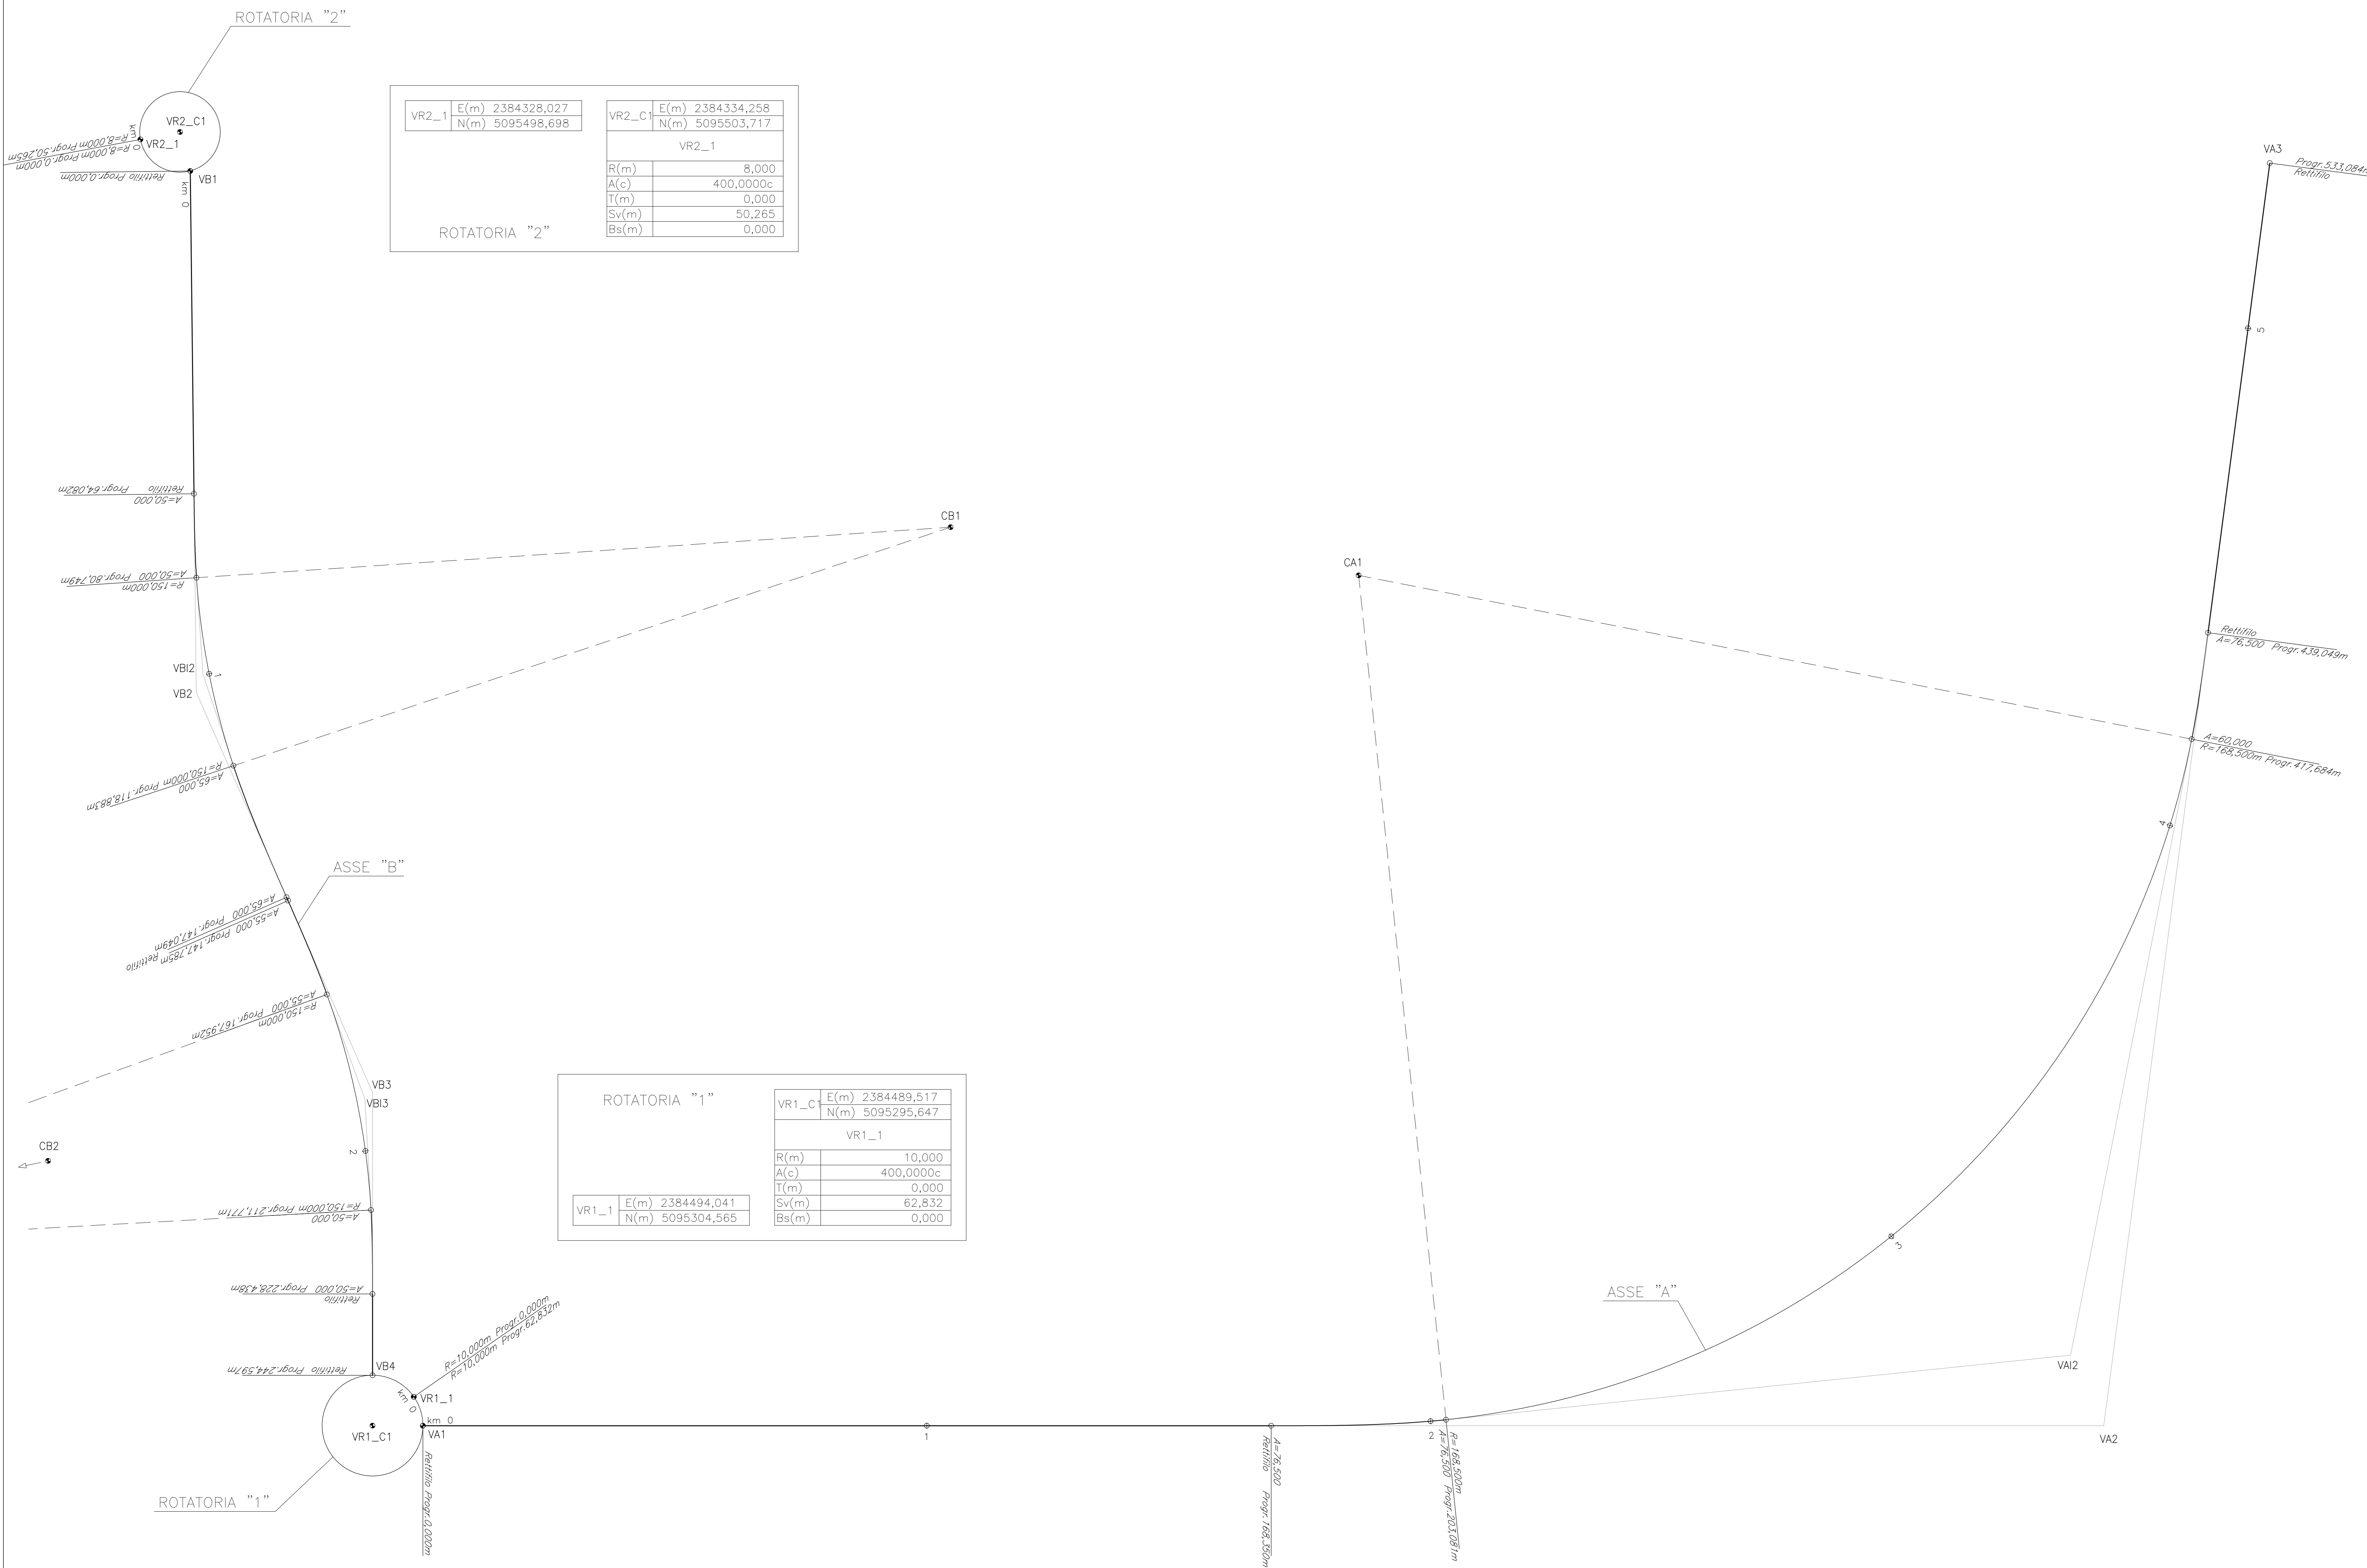 ROTATORIA "2"
VR2_C1
km 0
VR2_1
R=8,000m Progr.50,265m
R=8,000m Progr.0,000m
Rettifilo Progr.0,000m
VB1
km 0
VR2_1
E(m) 2384328,027
N(m) 5095498,698
VR2_C1
E(m) 2384334,258
N(m) 5095503,717
VR2_1
R(m) 8,000
A(c) 400,0000c
T(m) 0,000
Sv(m) 50,265
Bs(m) 0,000
ROTATORIA "2"
VA3
Progr.533,084m
Rettifilo
5
Rettifilo Progr.64,082m
A=50,000
CB1
CA1
A=50,000 Progr.80,749m
R=150,000m
VBI2
1
VB2
Rettifilo
A=76,500 Progr.439,049m
A=60,000
R=168,500m Progr.417,684m
R=150,000m Progr.118,883m
A=65,000
4
ASSE "B"
A=65,000 Progr.147,049m
A=55,000 Progr.147,785m Rettifilo
A=55,000 Progr.167,952m
R=150,000m
VB3
VBI3
CB2
2
ROTATORIA "1"
VR1_C1
E(m) 2384489,517
N(m) 5095295,647
VR1_1
R(m) 10,000
A(c) 400,0000c
T(m) 0,000
Sv(m) 62,832
Bs(m) 0,000
VR1_1
E(m) 2384494,041
N(m) 5095304,565
R=150,000m Progr.211,771m
A=50,000
3
ASSE "A"
A=50,000 Progr.228,438m
Rettifilo
R=10,000m Progr.0,000m
R=10,000m Progr.62,832m
Rettifilo Progr.244,597m
VB4
km 0
VR1_1
VAI2
km 0
VR1_C1
VA1
1
2
VA2
Rettifilo Progr.0,000m
A=76,500
Rettifilo Progr.168,350m
R=168,500m
A=76,500 Progr.203,081m
ROTATORIA "1"